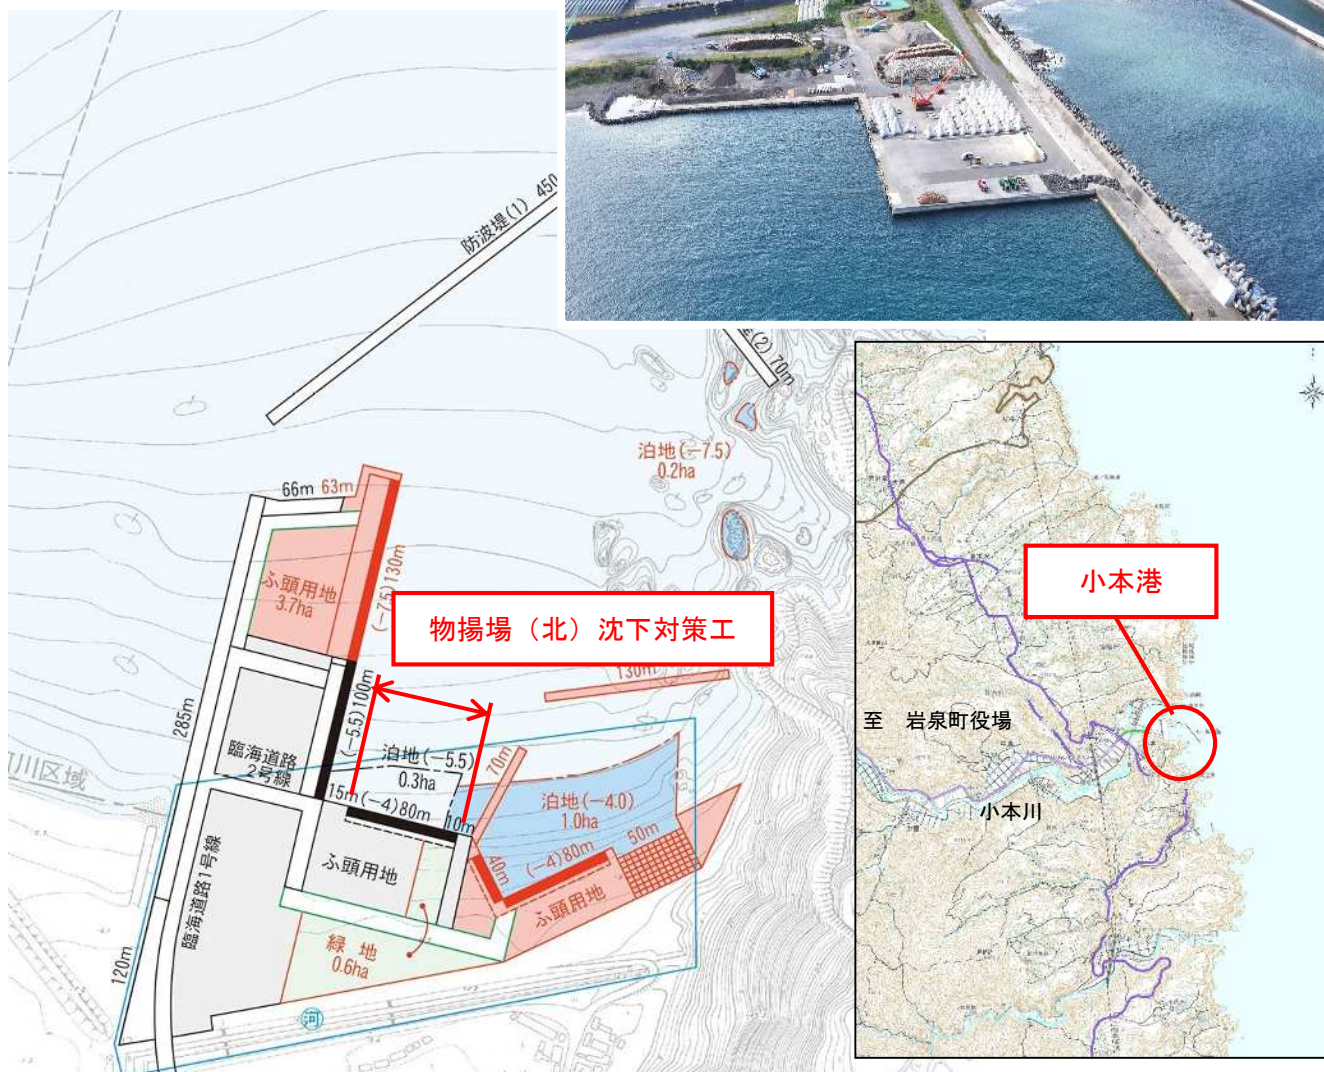 防波堤(1) 450
(2) 70m
泊地(-7.5)
0.2ha
66m 63m
ふ頭用地
3.7ha
(-7.5)130m
物揚場（北）沈下対策工
130m
285m
(-5.5)100m
臨海道路
2号線
泊地(-5.5)
0.3ha
70m
15m(-4)80m
10m
泊地(-4.0)
1.0ha
川区域
ふ頭用地
40m
(-4)80m
50m
ふ頭用地
臨海道路1号線
緑地
0.6ha
120m
河
小本港
至　岩泉町役場
小本川